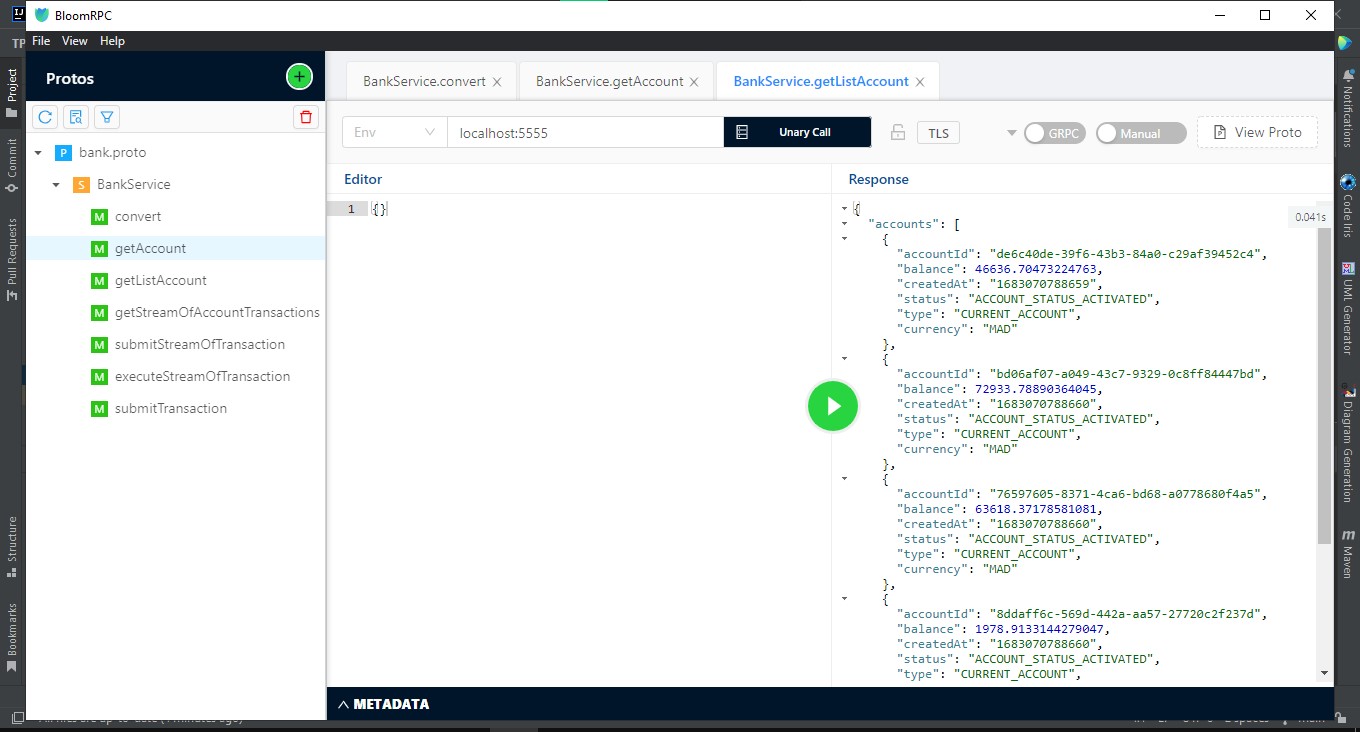 BloomRPC
File View Help
Protos
BankService.convert
BankService.getAccount
BankService.getListAccount
Env
localhost:5555
Unary Call
TLS
GRPC
Manual
View Proto
P bank.proto
S BankService
M convert
M getAccount
M getListAccount
M getStreamOfAccountTransactions
M submitStreamOfTransaction
M executeStreamOfTransaction
M submitTransaction
Editor
1 {}
Response
0.041s
{
"accounts": [
{
"accountId": "de6c40de-39f6-43b3-84a0-c29af39452c4",
"balance": 46636.70473224763,
"createdAt": "1683070788659",
"status": "ACCOUNT_STATUS_ACTIVATED",
"type": "CURRENT_ACCOUNT",
"currency": "MAD"
},
{
"accountId": "bd06af07-a049-43c7-9329-0c8ff84447bd",
"balance": 72933.78890364045,
"createdAt": "1683070788660",
"status": "ACCOUNT_STATUS_ACTIVATED",
"type": "CURRENT_ACCOUNT",
"currency": "MAD"
},
{
"accountId": "76597605-8371-4ca6-bd68-a0778680f4a5",
"balance": 63618.37178581081,
"createdAt": "1683070788660",
"status": "ACCOUNT_STATUS_ACTIVATED",
"type": "CURRENT_ACCOUNT",
"currency": "MAD"
},
{
"accountId": "8ddaff6c-569d-442a-aa57-27720c2f237d",
"balance": 1978.9133144279047,
"createdAt": "1683070788660",
"status": "ACCOUNT_STATUS_ACTIVATED",
"type": "CURRENT_ACCOUNT",
METADATA
IJ
TP
Project
Commit
Pull Requests
Structure
Bookmarks
Notifications
Code Iris
UML Generator
Diagram Generation
m Maven